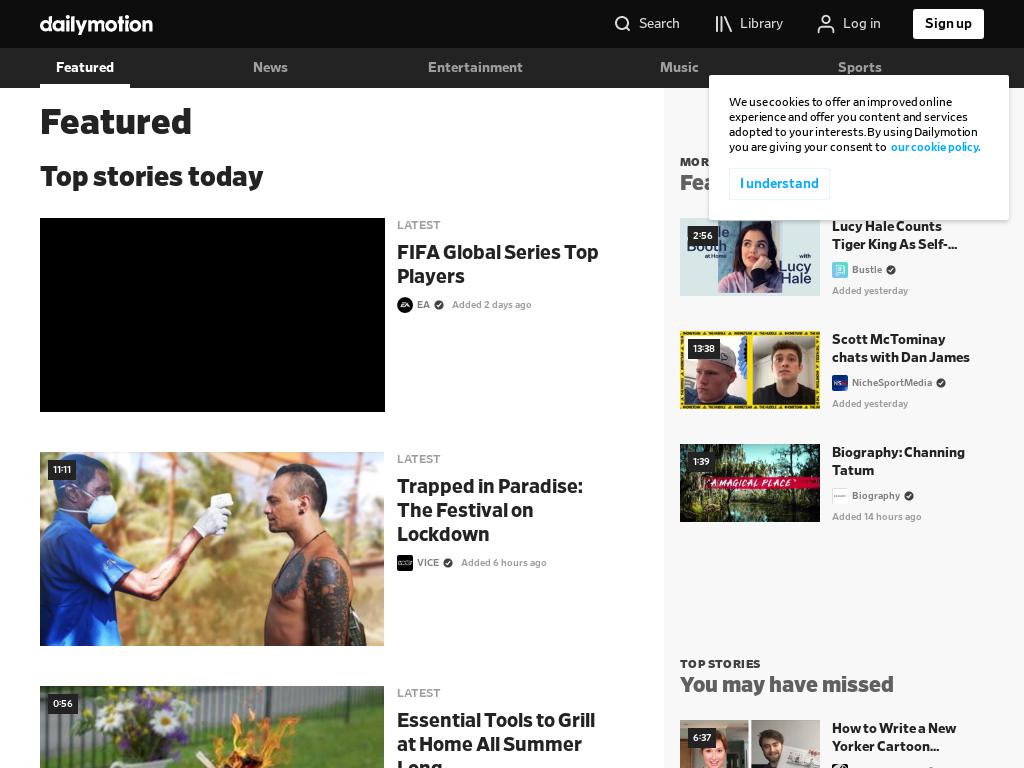 dailymotion
Search
Library
Log in
Sign up
Featured
News
Entertainment
Music
Sports
Featured
Top stories today
LATEST
FIFA Global Series Top
Players
EA
Added 2 days ago
11:11
LATEST
Trapped in Paradise:
The Festival on
Lockdown
VICE
Added 6 hours ago
0:56
LATEST
Essential Tools to Grill
at Home All Summer
Long
We use cookies to offer an improved online
experience and offer you content and services
adopted to your interests. By using Dailymotion
you are giving your consent to our cookie policy.
I understand
2:56
Booth
at Home
with
Lucy
Hale
Lucy Hale Counts
Tiger King As Self-...
Bustle
Added yesterday
13:38
Scott McTominay
chats with Dan James
NicheSportMedia
Added yesterday
1:39
"A MAGICAL PLACE"
Biography: Channing
Tatum
Biography
Added 14 hours ago
TOP STORIES
You may have missed
6:37
How to Write a New
Yorker Cartoon...